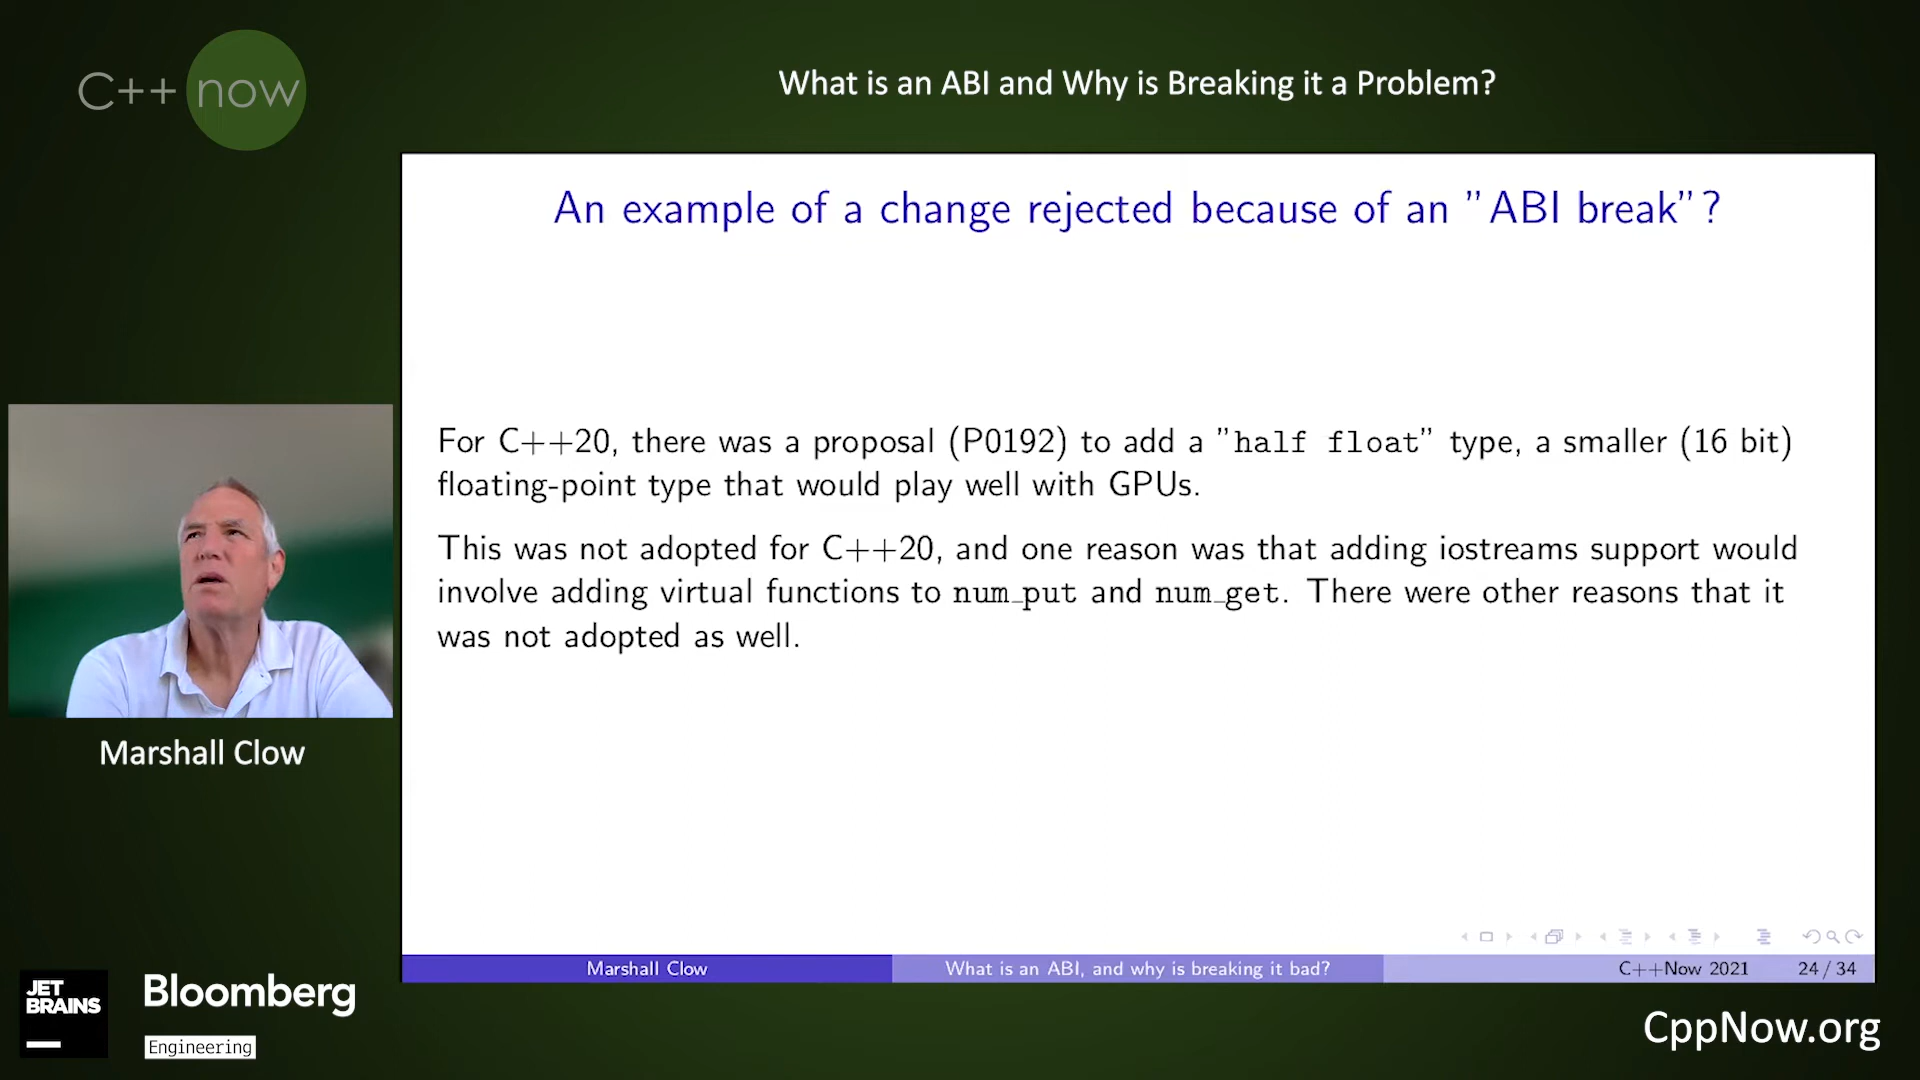 C++ now
What is an ABI and Why is Breaking it a Problem?
An example of a change rejected because of an "ABI break"?
For C++20, there was a proposal (P0192) to add a "half float" type, a smaller (16 bit)
floating-point type that would play well with GPUs.
This was not adopted for C++20, and one reason was that adding iostreams support would
involve adding virtual functions to num_put and num_get. There were other reasons that it
was not adopted as well.
Marshall Clow
Marshall Clow
What is an ABI, and why is breaking it bad?
C++Now 2021
24 / 34
JET
BRAINS
Bloomberg
Engineering
CppNow.org